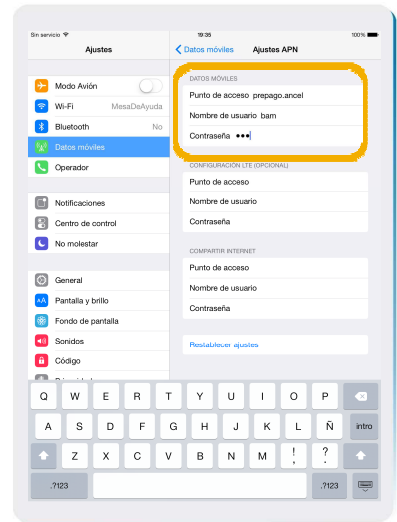 Sin servicio 19:35 100%
Ajustes
Datos móviles Ajustes APN
Modo Avión
Wi-Fi MesaDeAyuda
Bluetooth No
Datos móviles
Operador
Notificaciones
Centro de control
No molestar
General
AA Pantalla y brillo
Fondo de pantalla
Sonidos
Código
DATOS MÓVILES
Punto de acceso prepago.ancel
Nombre de usuario bam
Contraseña •••
CONFIGURACIÓN LTE (OPCIONAL)
Punto de acceso
Nombre de usuario
Contraseña
COMPARTIR INTERNET
Punto de acceso
Nombre de usuario
Contraseña
Restablecer ajustes
Q W E R T Y U I O P
A S D F G H J K L Ñ intro
Z X C V B N M ! , ? .
.?123 .?123